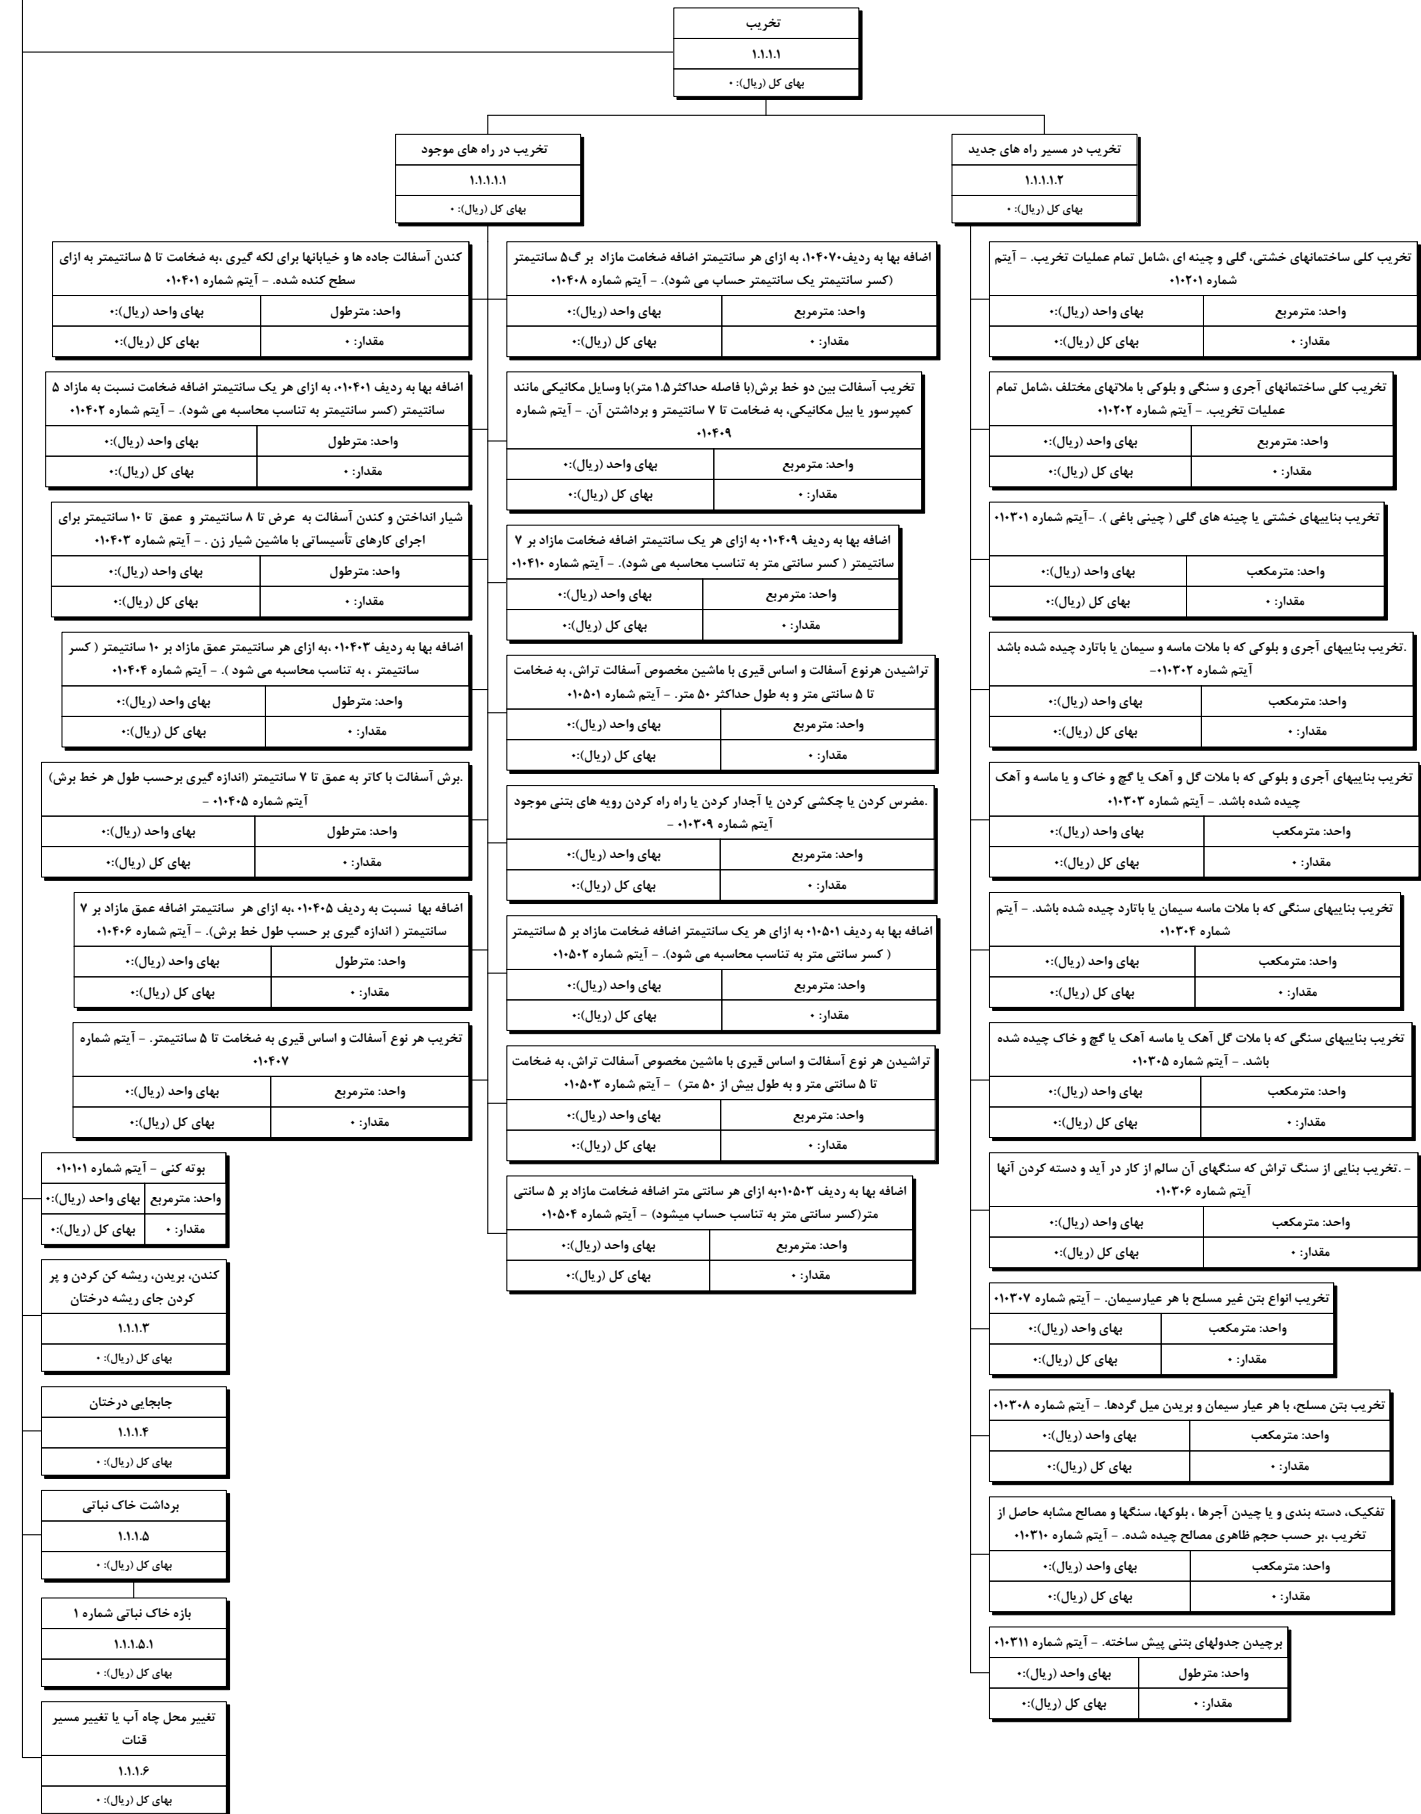 تخریب
۱.۱.۱.۱
بهای کل (ریال): ۰
تخریب در مسیر راه های جدید
۱.۱.۱.۱.۲
بهای کل (ریال): ۰
تخریب کلی ساختمانهای خشتی، گلی و چینه ای ،شامل تمام عملیات تخریب. - آیتم
شماره ۰۱۰۲۰۱
واحد: مترمربع بهای واحد (ریال):۰
مقدار: ۰ بهای کل (ریال):۰
تخریب کلی ساختمانهای آجری و سنگی و بلوکی با ملاتهای مختلف ،شامل تمام
عملیات تخریب. - آیتم شماره ۰۱۰۲۰۲
واحد: مترمربع بهای واحد (ریال):۰
مقدار: ۰ بهای کل (ریال):۰
تخریب بناییهای خشتی یا چینه های گلی ( چینی باغی ). -آیتم شماره ۰۱۰۳۰۱
واحد: مترمکعب بهای واحد (ریال):۰
مقدار: ۰ بهای کل (ریال):۰
.تخریب بناییهای آجری و بلوکی که با ملات ماسه و سیمان یا باتارد چیده شده باشد
آیتم شماره ۰۱۰۳۰۲-
واحد: مترمکعب بهای واحد (ریال):۰
مقدار: ۰ بهای کل (ریال):۰
تخریب بناییهای آجری و بلوکی که با ملات گل و آهک یا گچ و خاک و یا ماسه و آهک
چیده شده باشد. - آیتم شماره ۰۱۰۳۰۳
واحد: مترمکعب بهای واحد (ریال):۰
مقدار: ۰ بهای کل (ریال):۰
تخریب بناییهای سنگی که با ملات ماسه سیمان یا باتارد چیده شده باشد. - آیتم
شماره ۰۱۰۳۰۴
واحد: مترمکعب بهای واحد (ریال):۰
مقدار: ۰ بهای کل (ریال):۰
تخریب بناییهای سنگی که با ملات گل آهک یا ماسه آهک یا گچ و خاک چیده شده
باشد. - آیتم شماره ۰۱۰۳۰۵
واحد: مترمکعب بهای واحد (ریال):۰
مقدار: ۰ بهای کل (ریال):۰
- .تخریب بنایی از سنگ تراش که سنگهای آن سالم از کار در آید و دسته کردن آنها
آیتم شماره ۰۱۰۳۰۶
واحد: مترمکعب بهای واحد (ریال):۰
مقدار: ۰ بهای کل (ریال):۰
تخریب انواع بتن غیر مسلح با هر عیارسیمان. - آیتم شماره ۰۱۰۳۰۷
واحد: مترمکعب بهای واحد (ریال):۰
مقدار: ۰ بهای کل (ریال):۰
تخریب بتن مسلح، با هر عیار سیمان و بریدن میل گردها. - آیتم شماره ۰۱۰۳۰۸
واحد: مترمکعب بهای واحد (ریال):۰
مقدار: ۰ بهای کل (ریال):۰
تفکیک، دسته بندی و یا چیدن آجرها ، بلوکها، سنگها و مصالح مشابه حاصل از
تخریب ،بر حسب حجم ظاهری مصالح چیده شده. - آیتم شماره ۰۱۰۳۱۰
واحد: مترمکعب بهای واحد (ریال):۰
مقدار: ۰ بهای کل (ریال):۰
برچیدن جدولهای بتنی پیش ساخته. - آیتم شماره ۰۱۰۳۱۱
واحد: مترطول بهای واحد (ریال):۰
مقدار: ۰ بهای کل (ریال):۰
تخریب در راه های موجود
۱.۱.۱.۱.۱
بهای کل (ریال): ۰
اضافه بها به ردیف۱۰۴۰۷۰، به ازای هر سانتیمتر اضافه ضخامت مازاد بر گ۵ سانتیمتر
(کسر سانتیمتر یک سانتیمتر حساب می شود). - آیتم شماره ۰۱۰۴۰۸
واحد: مترمربع بهای واحد (ریال):۰
مقدار: ۰ بهای کل (ریال):۰
تخریب آسفالت بین دو خط برش(با فاصله حداکثر۱.۵ متر)با وسایل مکانیکی مانند
کمپرسور یا بیل مکانیکی، به ضخامت تا ۷ سانتیمتر و برداشتن آن. - آیتم شماره
۰۱۰۴۰۹
واحد: مترمربع بهای واحد (ریال):۰
مقدار: ۰ بهای کل (ریال):۰
اضافه بها به ردیف ۰۱۰۴۰۹ به ازای هر یک سانتیمتر اضافه ضخامت مازاد بر ۷
سانتیمتر ( کسر سانتی متر به تناسب محاسبه می شود). - آیتم شماره ۰۱۰۴۱۰
واحد: مترمربع بهای واحد (ریال):۰
مقدار: ۰ بهای کل (ریال):۰
تراشیدن هرنوع آسفالت و اساس قیری با ماشین مخصوص آسفالت تراش، به ضخامت
تا ۵ سانتی متر و به طول حداکثر ۵۰ متر. - آیتم شماره ۰۱۰۵۰۱
واحد: مترمربع بهای واحد (ریال):۰
مقدار: ۰ بهای کل (ریال):۰
.مضرس کردن یا چکشی کردن یا آجدار کردن یا راه راه کردن رویه های بتنی موجود
آیتم شماره ۰۱۰۳۰۹ -
واحد: مترمربع بهای واحد (ریال):۰
مقدار: ۰ بهای کل (ریال):۰
اضافه بها به ردیف ۰۱۰۵۰۱ به ازای هر یک سانتیمتر اضافه ضخامت مازاد بر ۵ سانتیمتر
( کسر سانتی متر به تناسب محاسبه می شود). - آیتم شماره ۰۱۰۵۰۲
واحد: مترمربع بهای واحد (ریال):۰
مقدار: ۰ بهای کل (ریال):۰
تراشیدن هر نوع آسفالت و اساس قیری با ماشین مخصوص آسفالت تراش، به ضخامت
تا ۵ سانتی متر و به طول بیش از ۵۰ متر) - آیتم شماره ۰۱۰۵۰۳
واحد: مترمربع بهای واحد (ریال):۰
مقدار: ۰ بهای کل (ریال):۰
اضافه بها به ردیف ۰۱۰۵۰۳به ازای هر سانتی متر اضافه ضخامت مازاد بر ۵ سانتی
متر(کسر سانتی متر به تناسب حساب میشود) - آیتم شماره ۰۱۰۵۰۴
واحد: مترمربع بهای واحد (ریال):۰
مقدار: ۰ بهای کل (ریال):۰
کندن آسفالت جاده ها و خیابانها برای لکه گیری ،به ضخامت تا ۵ سانتیمتر به ازای
سطح کنده شده. - آیتم شماره ۰۱۰۴۰۱
واحد: مترطول بهای واحد (ریال):۰
مقدار: ۰ بهای کل (ریال):۰
اضافه بها به ردیف ۰۱۰۴۰۱، به ازای هر یک سانتیمتر اضافه ضخامت نسبت به مازاد ۵
سانتیمتر (کسر سانتیمتر به تناسب محاسبه می شود). - آیتم شماره ۰۱۰۴۰۲
واحد: مترطول بهای واحد (ریال):۰
مقدار: ۰ بهای کل (ریال):۰
شیار انداختن و کندن آسفالت به عرض تا ۸ سانتیمتر و عمق تا ۱۰ سانتیمتر برای
اجرای کارهای تأسیساتی با ماشین شیار زن . - آیتم شماره ۰۱۰۴۰۳
واحد: مترطول بهای واحد (ریال):۰
مقدار: ۰ بهای کل (ریال):۰
اضافه بها به ردیف ۰۱۰۴۰۳ ،به ازای هر سانتیمتر عمق مازاد بر ۱۰ سانتیمتر ( کسر
سانتیمتر ، به تناسب محاسبه می شود ). - آیتم شماره ۰۱۰۴۰۴
واحد: مترطول بهای واحد (ریال):۰
مقدار: ۰ بهای کل (ریال):۰
.برش آسفالت با کاتر به عمق تا ۷ سانتیمتر (اندازه گیری برحسب طول هر خط برش)
آیتم شماره ۰۱۰۴۰۵ -
واحد: مترطول بهای واحد (ریال):۰
مقدار: ۰ بهای کل (ریال):۰
اضافه بها نسبت به ردیف ۰۱۰۴۰۵ ،به ازای هر سانتیمتر اضافه عمق مازاد بر ۷
سانتیمتر ( اندازه گیری بر حسب طول خط برش). - آیتم شماره ۰۱۰۴۰۶
واحد: مترطول بهای واحد (ریال):۰
مقدار: ۰ بهای کل (ریال):۰
تخریب هر نوع آسفالت و اساس قیری به ضخامت تا ۵ سانتیمتر. - آیتم شماره
۰۱۰۴۰۷
واحد: مترمربع بهای واحد (ریال):۰
مقدار: ۰ بهای کل (ریال):۰
بوته کنی - آیتم شماره ۰۱۰۱۰۱
واحد: مترمربع بهای واحد (ریال):۰
مقدار: ۰ بهای کل (ریال):۰
کندن، بریدن، ریشه کن کردن و پر
کردن جای ریشه درختان
۱.۱.۱.۳
بهای کل (ریال): ۰
جابجایی درختان
۱.۱.۱.۴
بهای کل (ریال): ۰
برداشت خاک نباتی
۱.۱.۱.۵
بهای کل (ریال): ۰
بازه خاک نباتی شماره ۱
۱.۱.۱.۵.۱
بهای کل (ریال): ۰
تغییر محل چاه آب یا تغییر مسیر
قنات
۱.۱.۱.۶
بهای کل (ریال): ۰